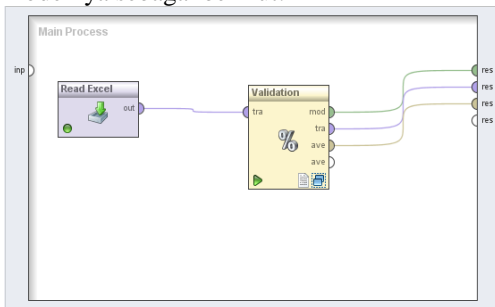 Main Process
inp
Read Excel
out
Validation
tra
mod
tra
ave
ave
%
res
res
res
res